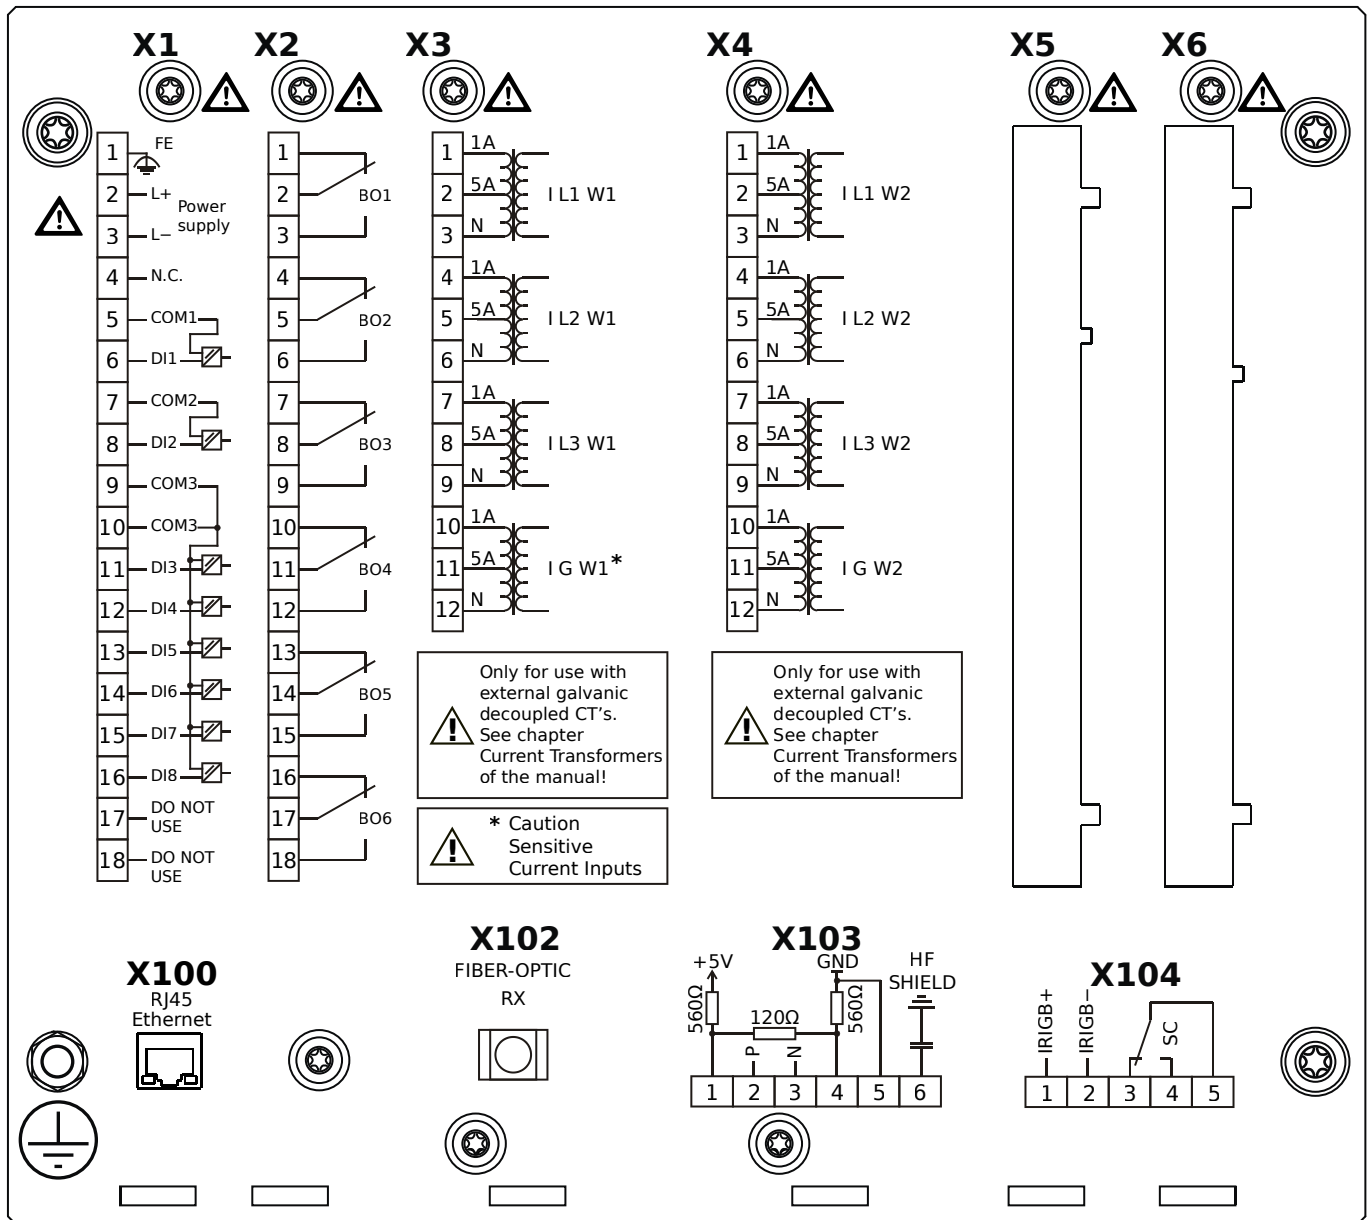 X1
X2
X3
X4
X5
X6
1 FE
2 L+
Power
supply
3 L−
4 N.C.
5 COM1
6 DI1
7 COM2
8 DI2
9 COM3
10 COM3
11 DI3
12 DI4
13 DI5
14 DI6
15 DI7
16 DI8
17 DO NOT
USE
18 DO NOT
USE
1
2 BO1
3
4
5 BO2
6
7
8 BO3
9
10
11 BO4
12
13
14 BO5
15
16
17 BO6
18
1 1A
2 5A I L1 W1
3 N
4 1A
5 5A I L2 W1
6 N
7 1A
8 5A I L3 W1
9 N
10 1A
11 5A I G W1*
12 N
Only for use with
external galvanic
decoupled CT's.
See chapter
Current Transformers
of the manual!
* Caution
Sensitive
Current Inputs
1 1A
2 5A I L1 W2
3 N
4 1A
5 5A I L2 W2
6 N
7 1A
8 5A I L3 W2
9 N
10 1A
11 5A I G W2
12 N
Only for use with
external galvanic
decoupled CT's.
See chapter
Current Transformers
of the manual!
X100
RJ45
Ethernet
X102
FIBER-OPTIC
RX
X103
+5V
GND
HF
SHIELD
560Ω
120Ω
560Ω
P
N
1 2 3 4 5 6
X104
IRIGB+
IRIGB−
SC
1 2 3 4 5